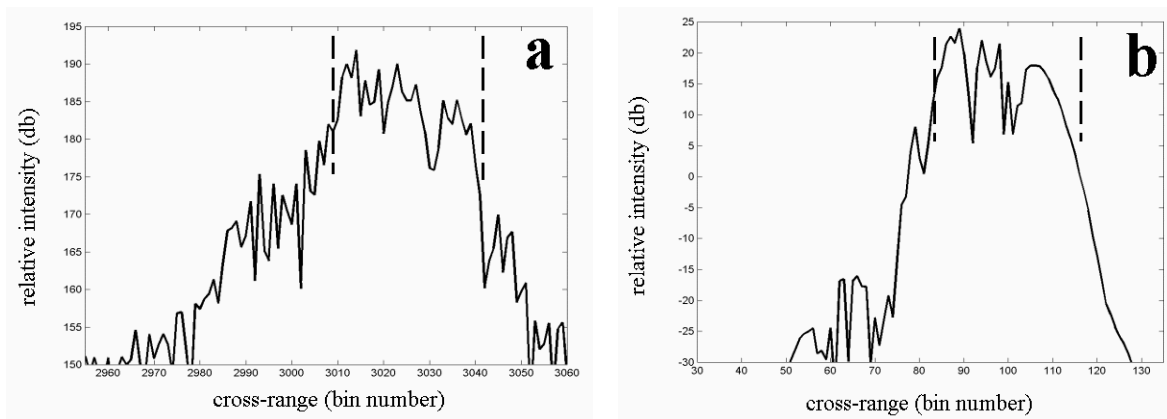 a
195
190
185
180
175
170
165
160
155
150
relative intensity (db)
2960 2970 2980 2990 3000 3010 3020 3030 3040 3050 3060
cross-range (bin number)
b
25
20
15
10
5
0
-5
-10
-15
-20
-25
-30
relative intensity (db)
30 40 50 60 70 80 90 100 110 120 130
cross-range (bin number)